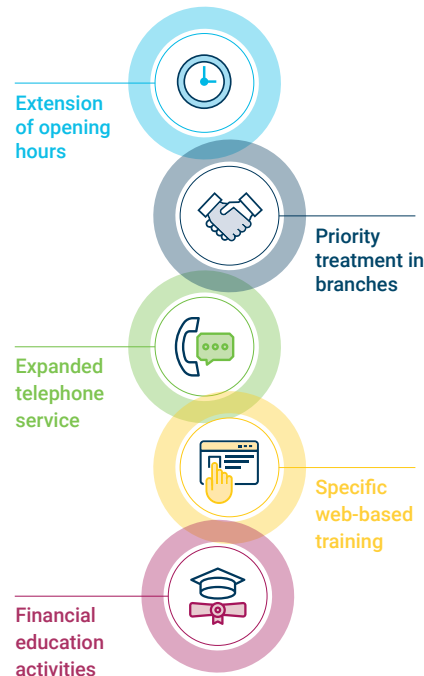 Extension
of opening
hours
Priority
treatment in
branches
Expanded
telephone
service
Specific
web-based
training
Financial
education
activities